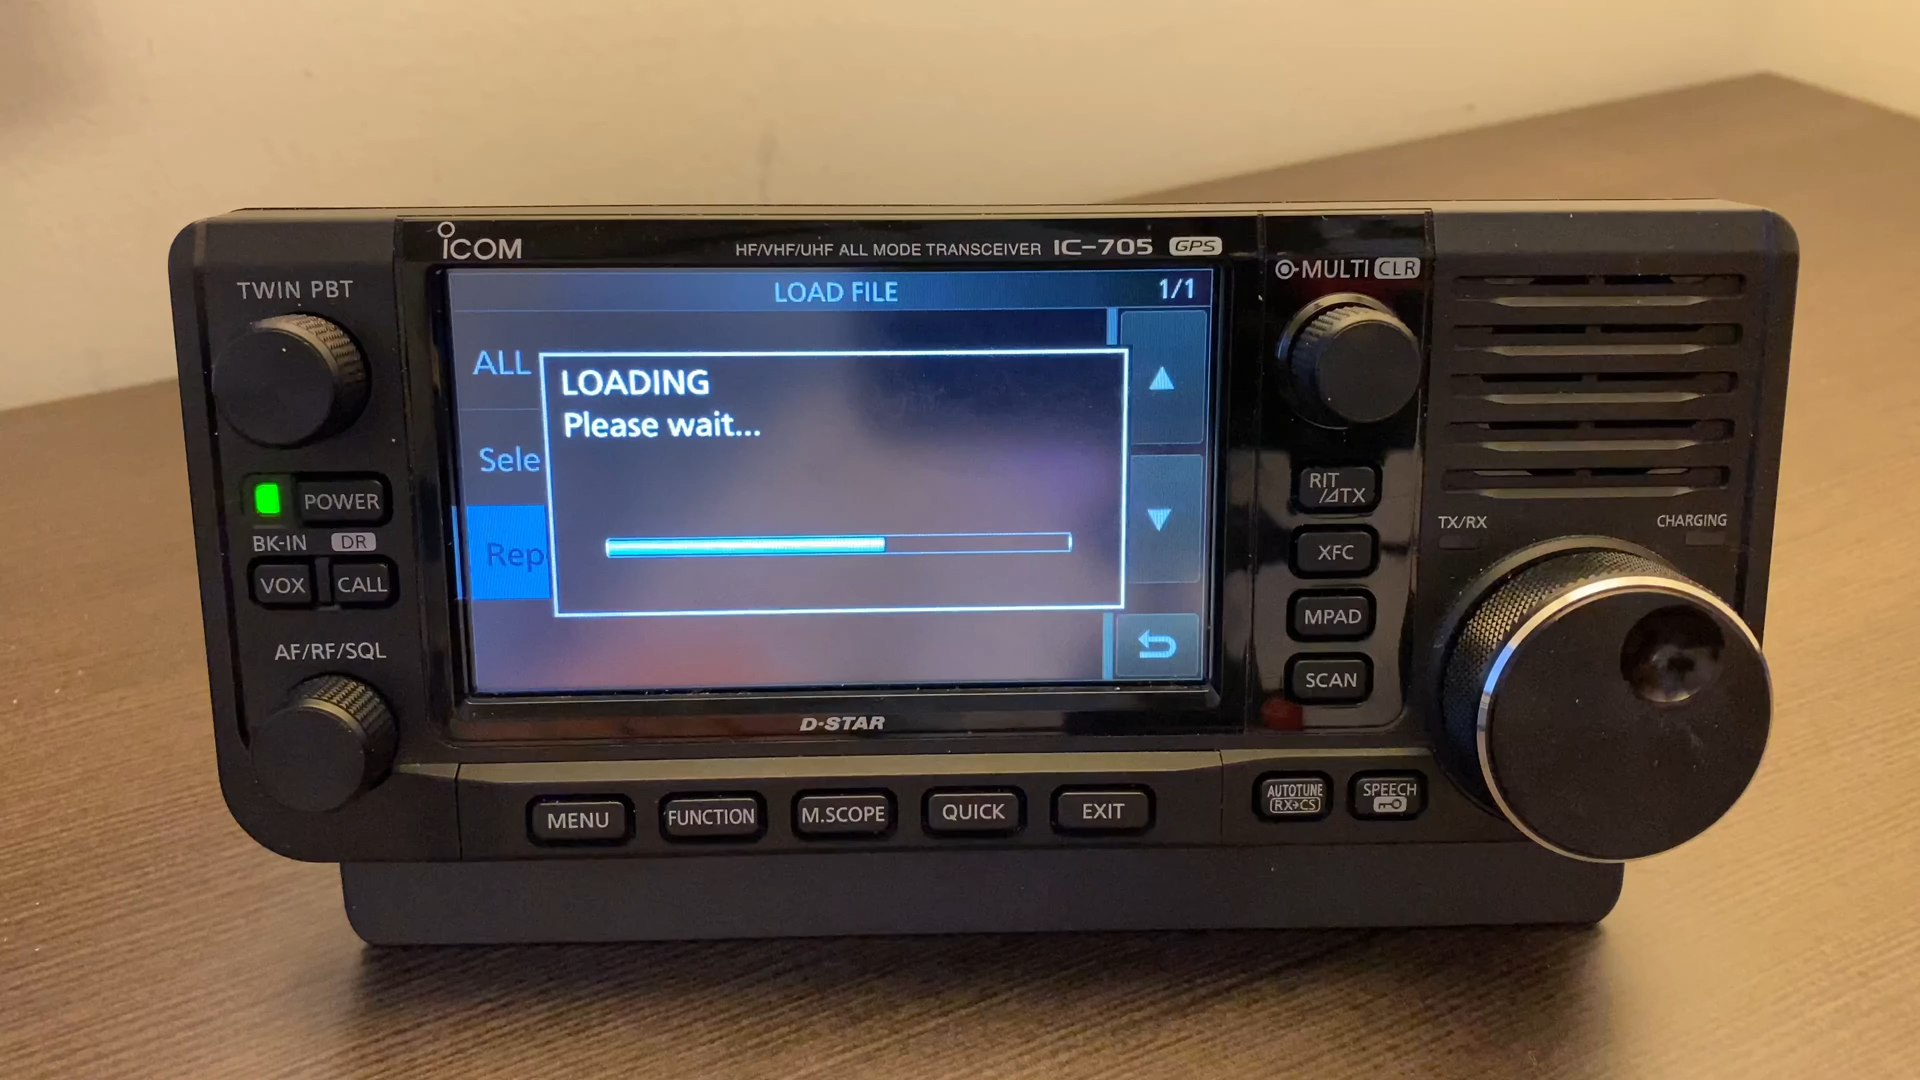 ICOM
HF/VHF/UHF ALL MODE TRANSCEIVER IC-705 GPS
MULTI CLR
TWIN PBT
LOAD FILE 1/1
ALL
LOADING
Please wait...
Sele
Rep
POWER
BK-IN DR
VOX CALL
AF/RF/SQL
RIT
/⊿TX
XFC
MPAD
SCAN
TX/RX
CHARGING
D-STAR
MENU FUNCTION M.SCOPE QUICK EXIT
AUTOTUNE
RX→CS
SPEECH